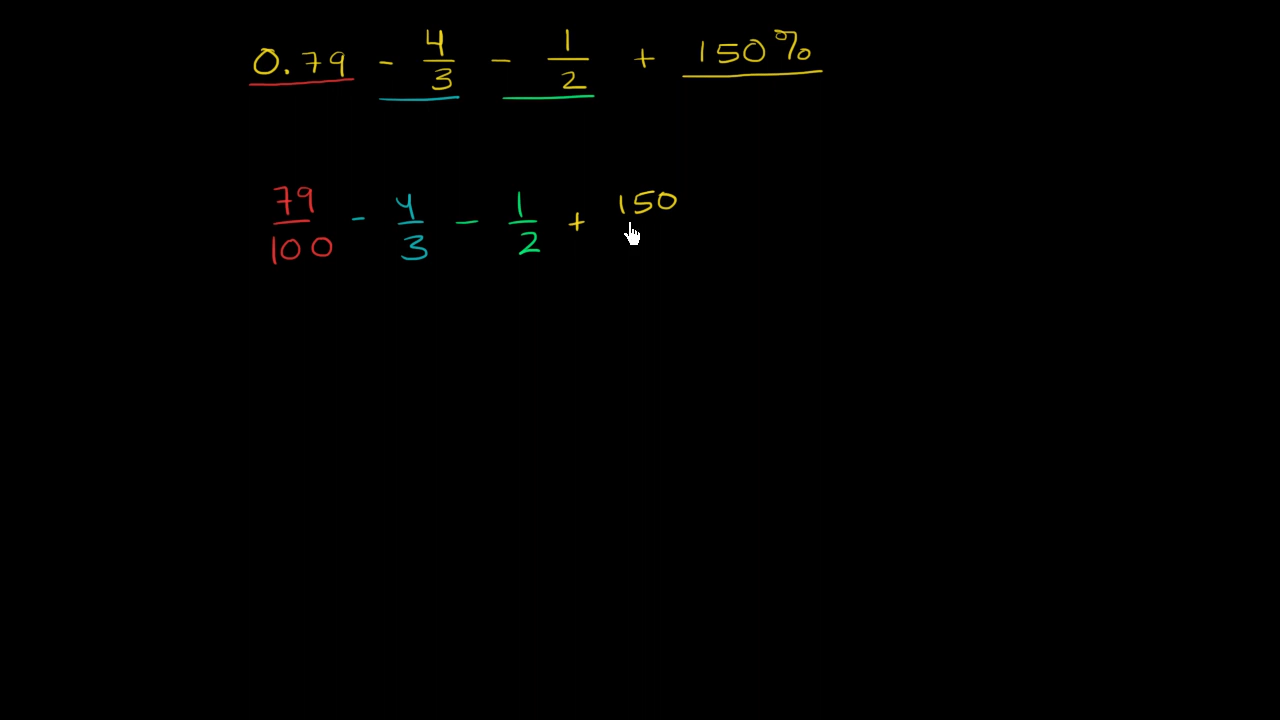 0.79 - 4/3 - 1/2 + 150%
79/100 - 4/3 - 1/2 + 150